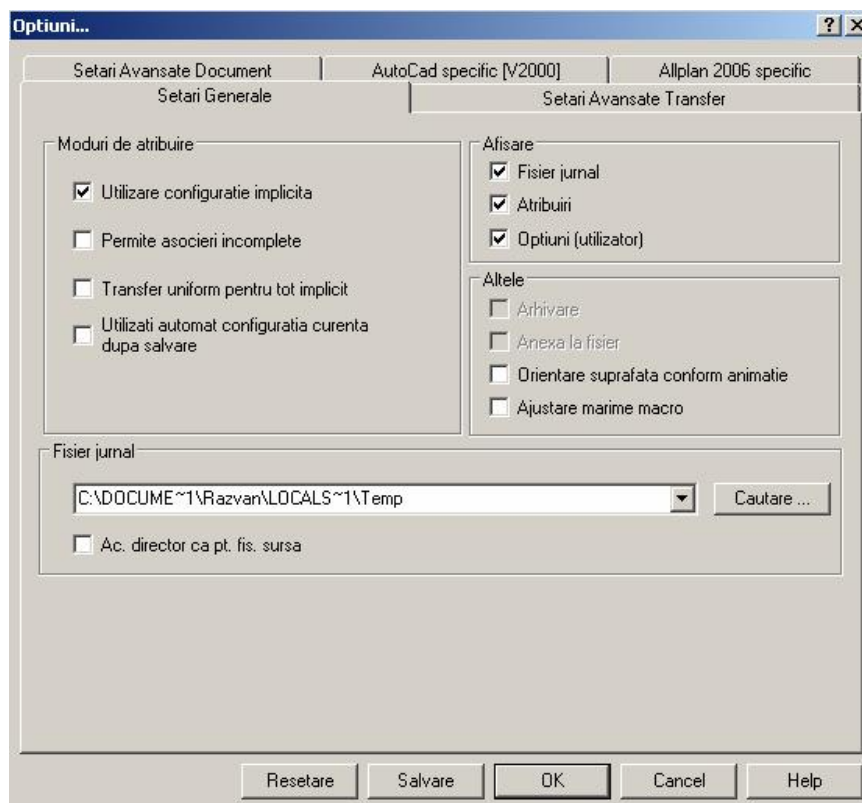 Optiuni...
Setari Avansate Document
AutoCad specific [V2000]
Allplan 2006 specific
Setari Generale
Setari Avansate Transfer
Moduri de atribuire
Utilizare configuratie implicita
Permite asocieri incomplete
Transfer uniform pentru tot implicit
Utilizati automat configuratia curenta
dupa salvare
Afisare
Fisier jurnal
Atribuiri
Optiuni (utilizator)
Altele
Arhivare
Anexa la fisier
Orientare suprafata conform animatie
Ajustare marime macro
Fisier jurnal
C:\DOCUME~1\Razvan\LOCALS~1\Temp
Cautare ...
Ac. director ca pt. fis. sursa
Resetare
Salvare
OK
Cancel
Help